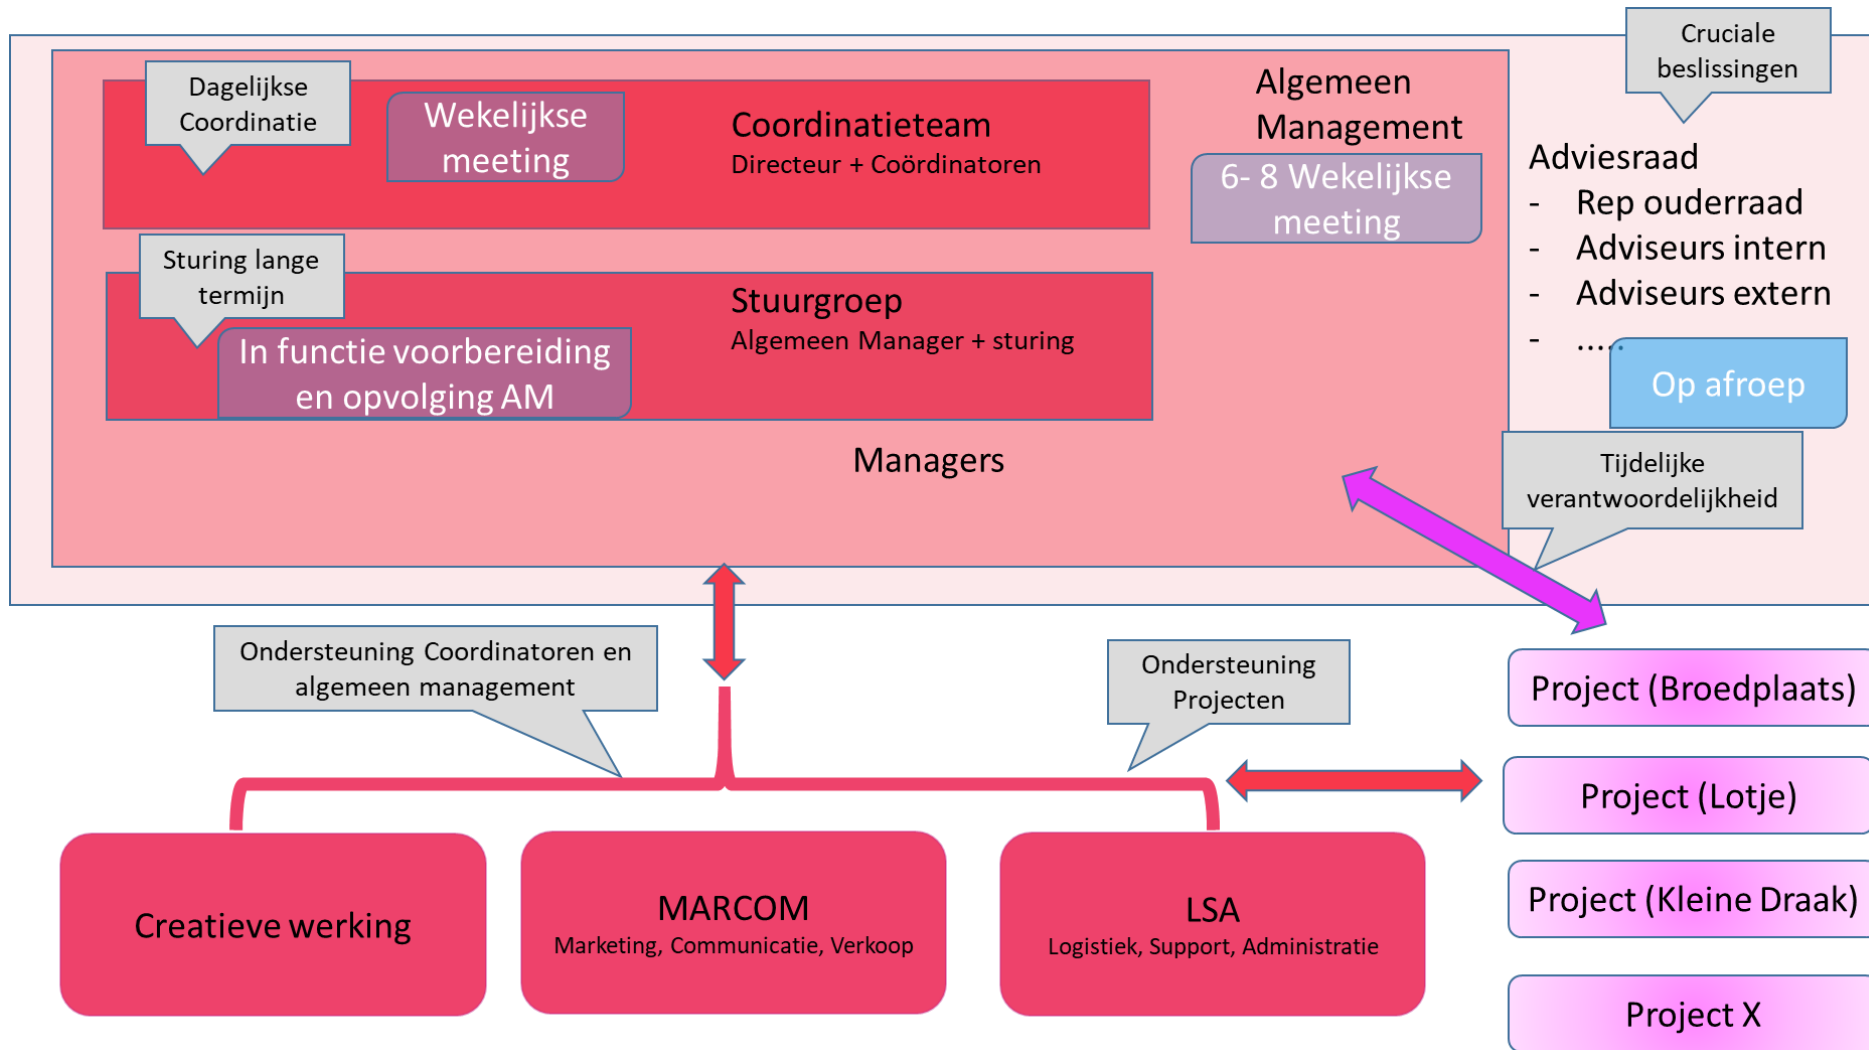 Cruciale
beslissingen
Dagelijkse
Coordinatie
Wekelijkse
meeting
Coordinatieteam
Directeur + Coördinatoren
Algemeen
Management
6- 8 Wekelijkse
meeting
Adviesraad
- Rep ouderraad
- Adviseurs intern
- Adviseurs extern
- .....
Op afroep
Sturing lange
termijn
Stuurgroep
Algemeen Manager + sturing
In functie voorbereiding
en opvolging AM
Managers
Tijdelijke
verantwoordelijkheid
Ondersteuning Coordinatoren en
algemeen management
Ondersteuning
Projecten
Project (Broedplaats)
Project (Lotje)
Project (Kleine Draak)
Project X
Creatieve werking
MARCOM
Marketing, Communicatie, Verkoop
LSA
Logistiek, Support, Administratie